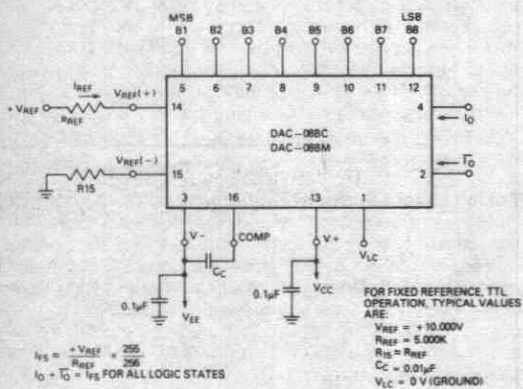 MSB LSB
B1 B2 B3 B4 B5 B6 B7 B8
5 6 7 8 9 10 11 12
IREF
+ VREF RREF VREF(+) 14
4
IO
DAC-08BC
DAC-08BM
VREF(-) 15
R15
2
IO
3 16 13 1
V- COMP V+ VLC
CC
0.1µF VEE
0.1µF VCC
FOR FIXED REFERENCE, TTL
OPERATION, TYPICAL VALUES
ARE:
VREF = +10.000V
RREF = 5.000K
R15 = RREF
CC = 0.01µF
VLC = 0 V (GROUND)
IFS = +VREF / RREF × 255 / 256
IO + IO = IFS FOR ALL LOGIC STATES